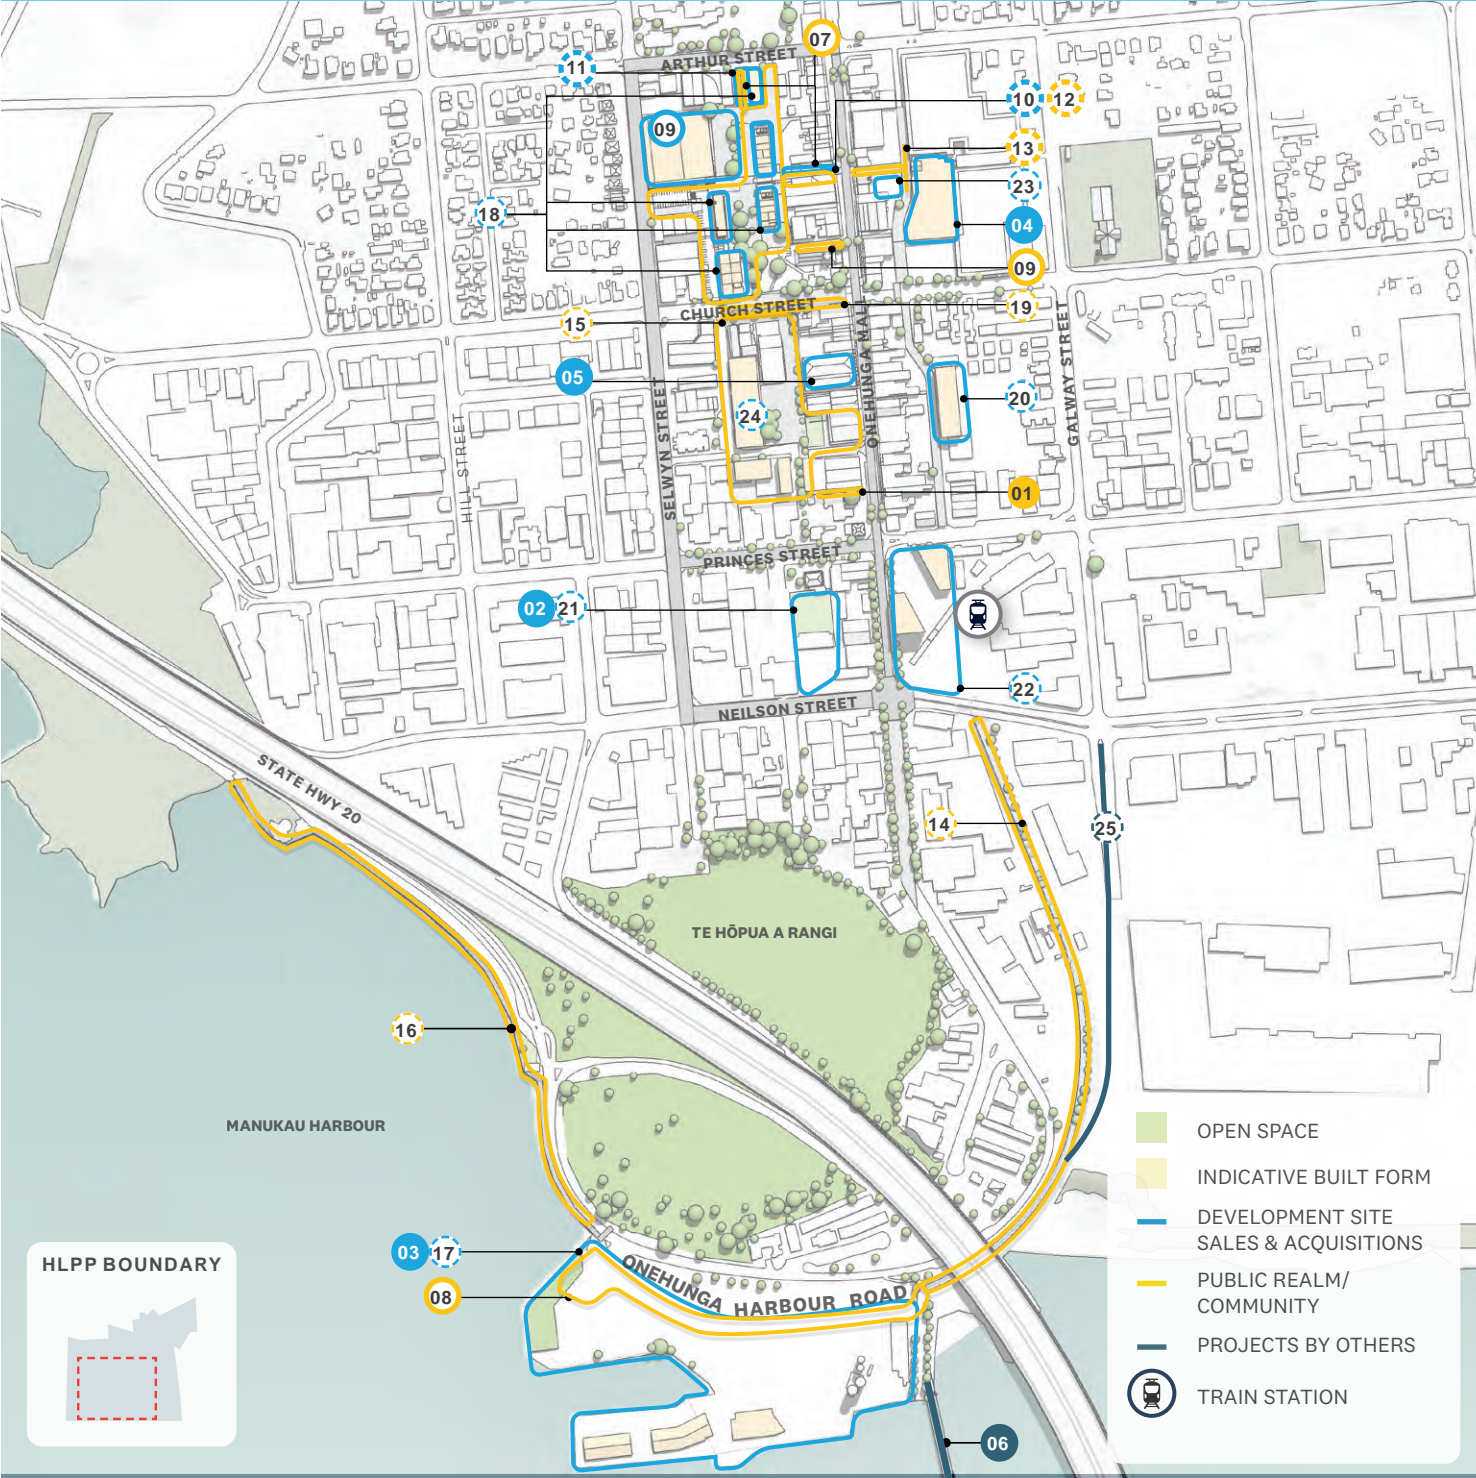 07
ARTHUR STREET
11
10
12
09
13
23
18
04
09
CHURCH STREET
19
15
05
ONEHUNGA MALL
GALWAY STREET
20
24
SELWYN STREET
HILL STREET
01
PRINCES STREET
02
21
22
NEILSON STREET
STATE HWY 20
14
25
TE HŌPUA A RANGI
16
MANUKAU HARBOUR
OPEN SPACE
INDICATIVE BUILT FORM
DEVELOPMENT SITE
SALES & ACQUISITIONS
PUBLIC REALM/
COMMUNITY
PROJECTS BY OTHERS
TRAIN STATION
03
17
08
ONEHUNGA HARBOUR ROAD
HLPP BOUNDARY
06